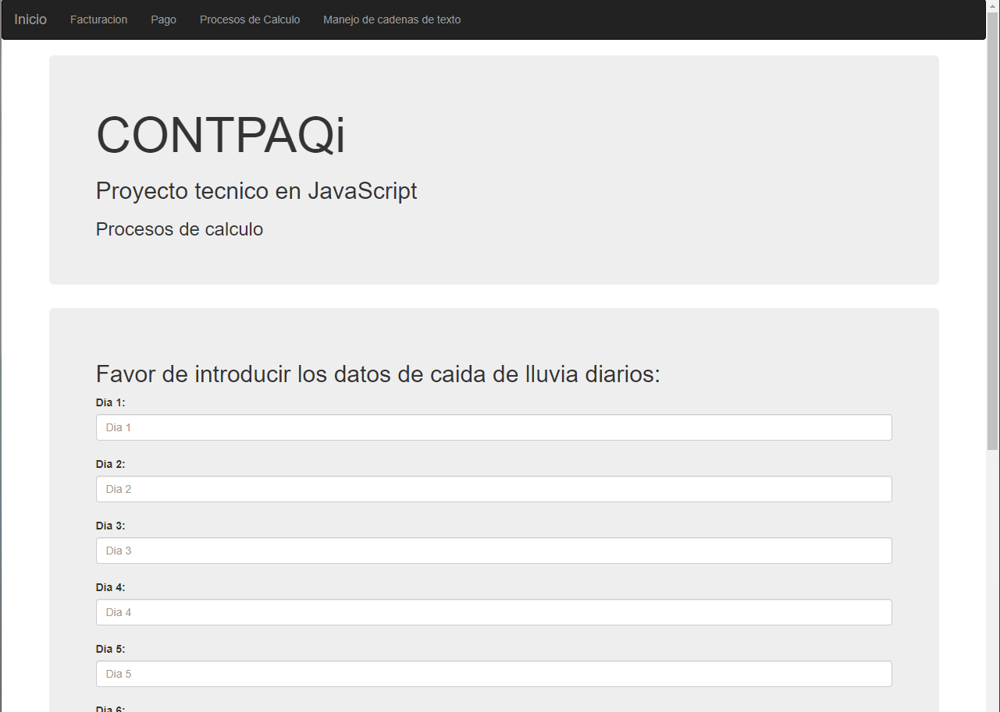 Inicio Facturacion Pago Procesos de Calculo Manejo de cadenas de texto
CONTPAQi
Proyecto tecnico en JavaScript
Procesos de calculo
Favor de introducir los datos de caida de lluvia diarios:
Dia 1:
Dia 1
Dia 2:
Dia 2
Dia 3:
Dia 3
Dia 4:
Dia 4
Dia 5:
Dia 5
Dia 6: